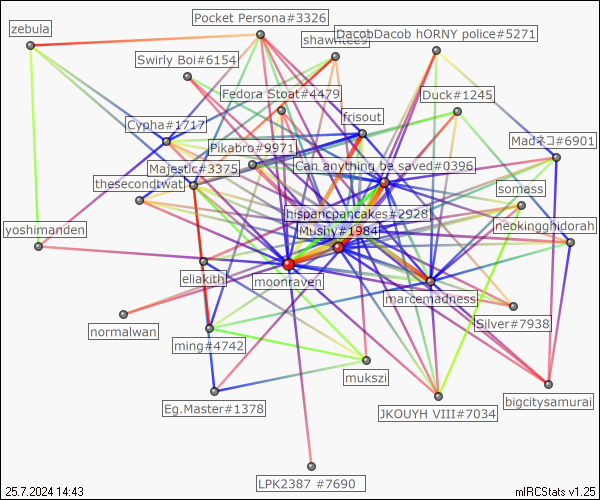 Pocket Persona#3326
zebula
DacobDacob hORNY police#5271
shawntee9
Swirly Boi#6154
Fedora Stoat#4479
Duck#1245
frisout
Cypha#1717
Madネコ#6901
Pikabro#9971
Can anything be saved#0396
Majestic#3375
thesecondtwat
somass
hispancpancakes#2928
neokingghidorah
yoshimanden
Mushy#1984
eliakith
moonraven
marcemadness
normalwan
Silver#7938
ming#4742
mukszi
bigcitysamurai
Eg.Master#1378
JKOUYH VIII#7034
LPK2387 #7690
25.7.2024 14:43
mIRCStats v1.25